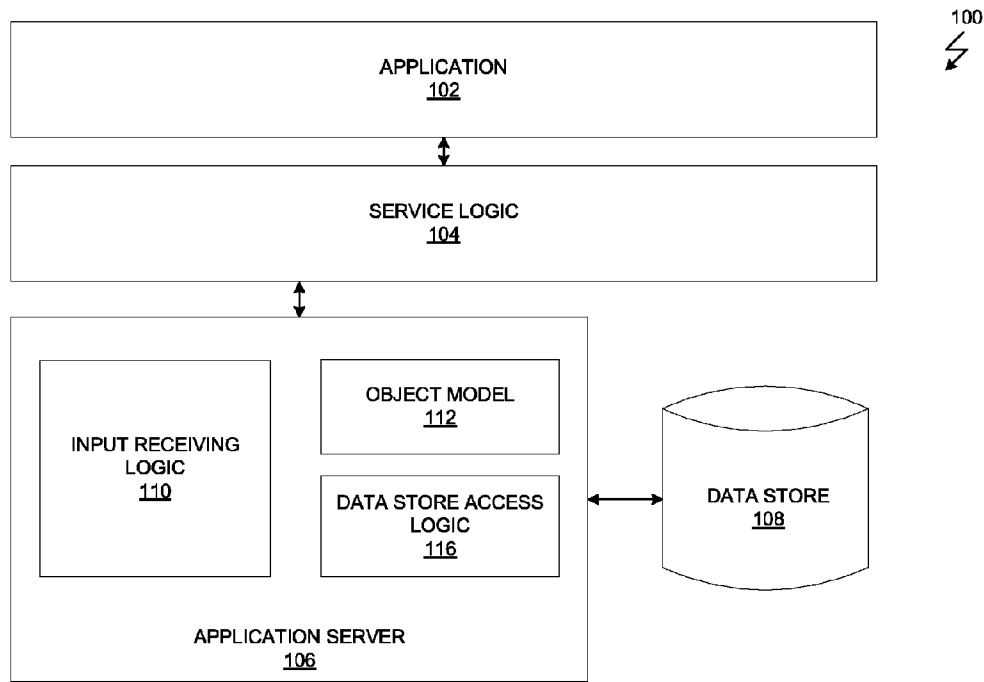 100
APPLICATION
102
SERVICE LOGIC
104
INPUT RECEIVING
LOGIC
110
OBJECT MODEL
112
DATA STORE ACCESS
LOGIC
116
DATA STORE
108
APPLICATION SERVER
106